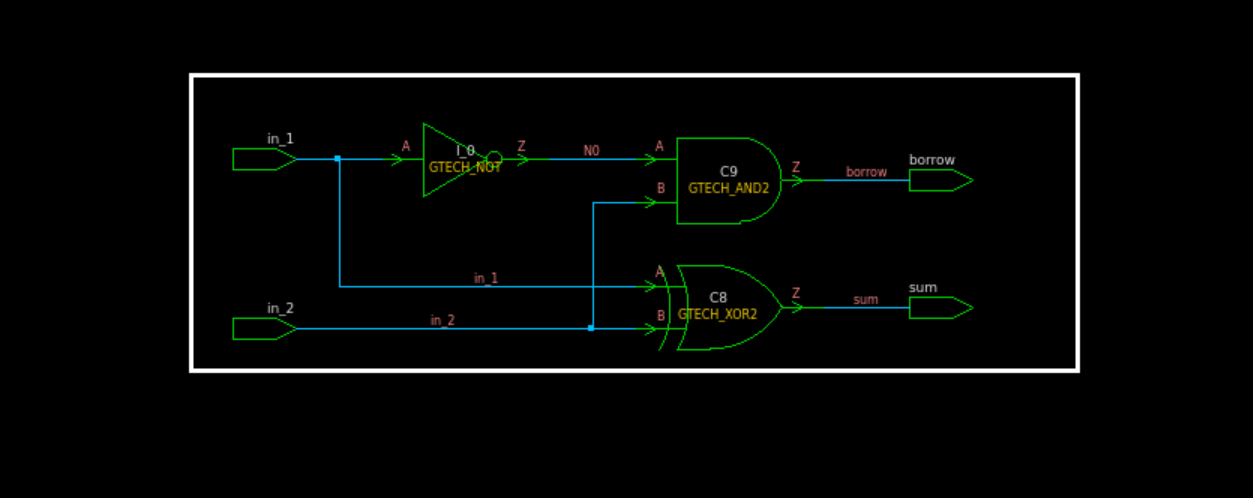 in_1
A
I_0
GTECH_NOT
Z
N0
A
B
C9
GTECH_AND2
Z
borrow
borrow
in_1
in_2
in_2
A
B
C8
GTECH_XOR2
Z
sum
sum